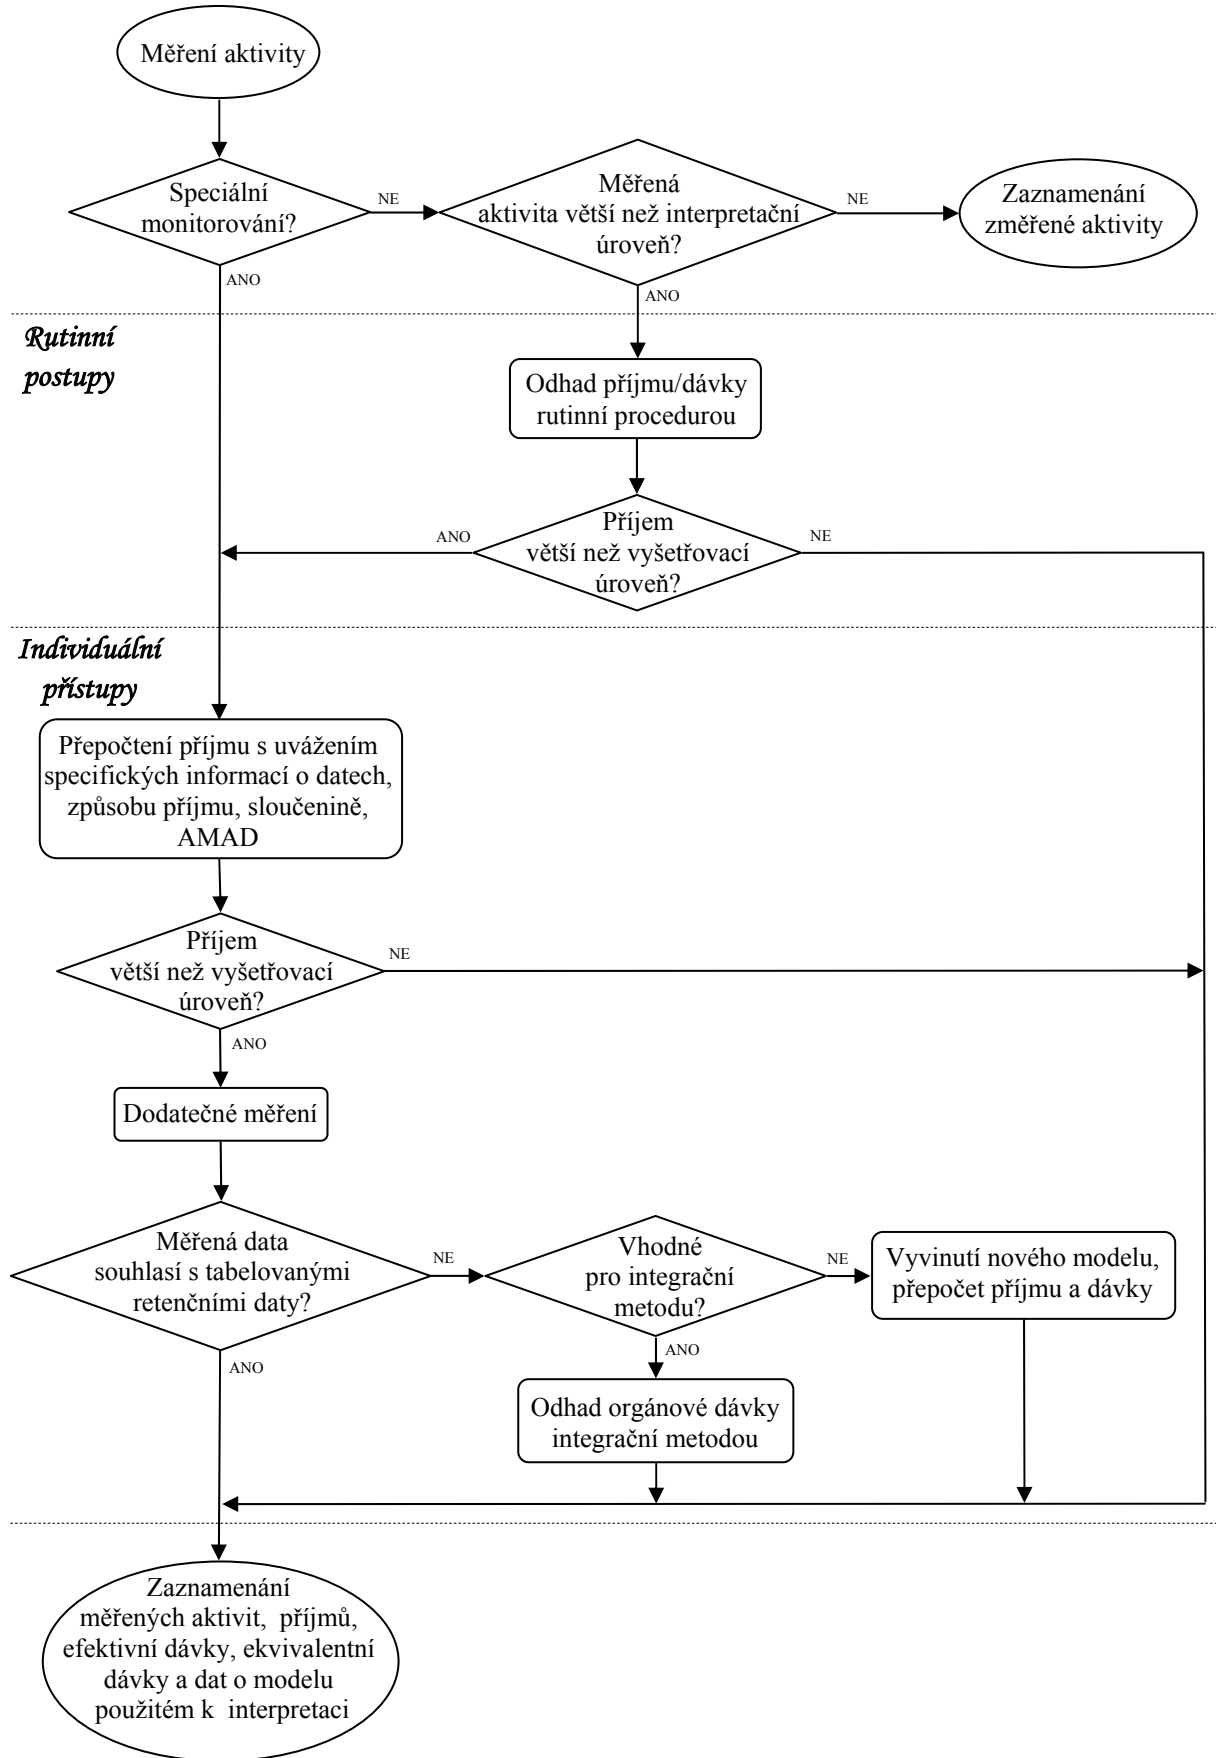 Měření aktivity
Speciální
monitorování?
NE
Měřená
aktivita větší než interpretační
úroveň?
NE
Zaznamenání
změřené aktivity
ANO
ANO
Rutinní
postupy
Odhad příjmu/dávky
rutinní procedurou
ANO
Příjem
větší než vyšetřovací
úroveň?
NE
Individuální
přístupy
Přepočtení příjmu s uvážením
specifických informací o datech,
způsobu příjmu, sloučenině,
AMAD
Příjem
větší než vyšetřovací
úroveň?
NE
ANO
Dodatečné měření
Měřená data
souhlasí s tabelovanými
retenčními daty?
NE
Vhodné
pro integrační
metodu?
NE
Vyvinutí nového modelu,
přepočet příjmu a dávky
ANO
ANO
Odhad orgánové dávky
integrační metodou
Zaznamenání
měřených aktivit, příjmů,
efektivní dávky, ekvivalentní
dávky a dat o modelu
použitém k interpretaci